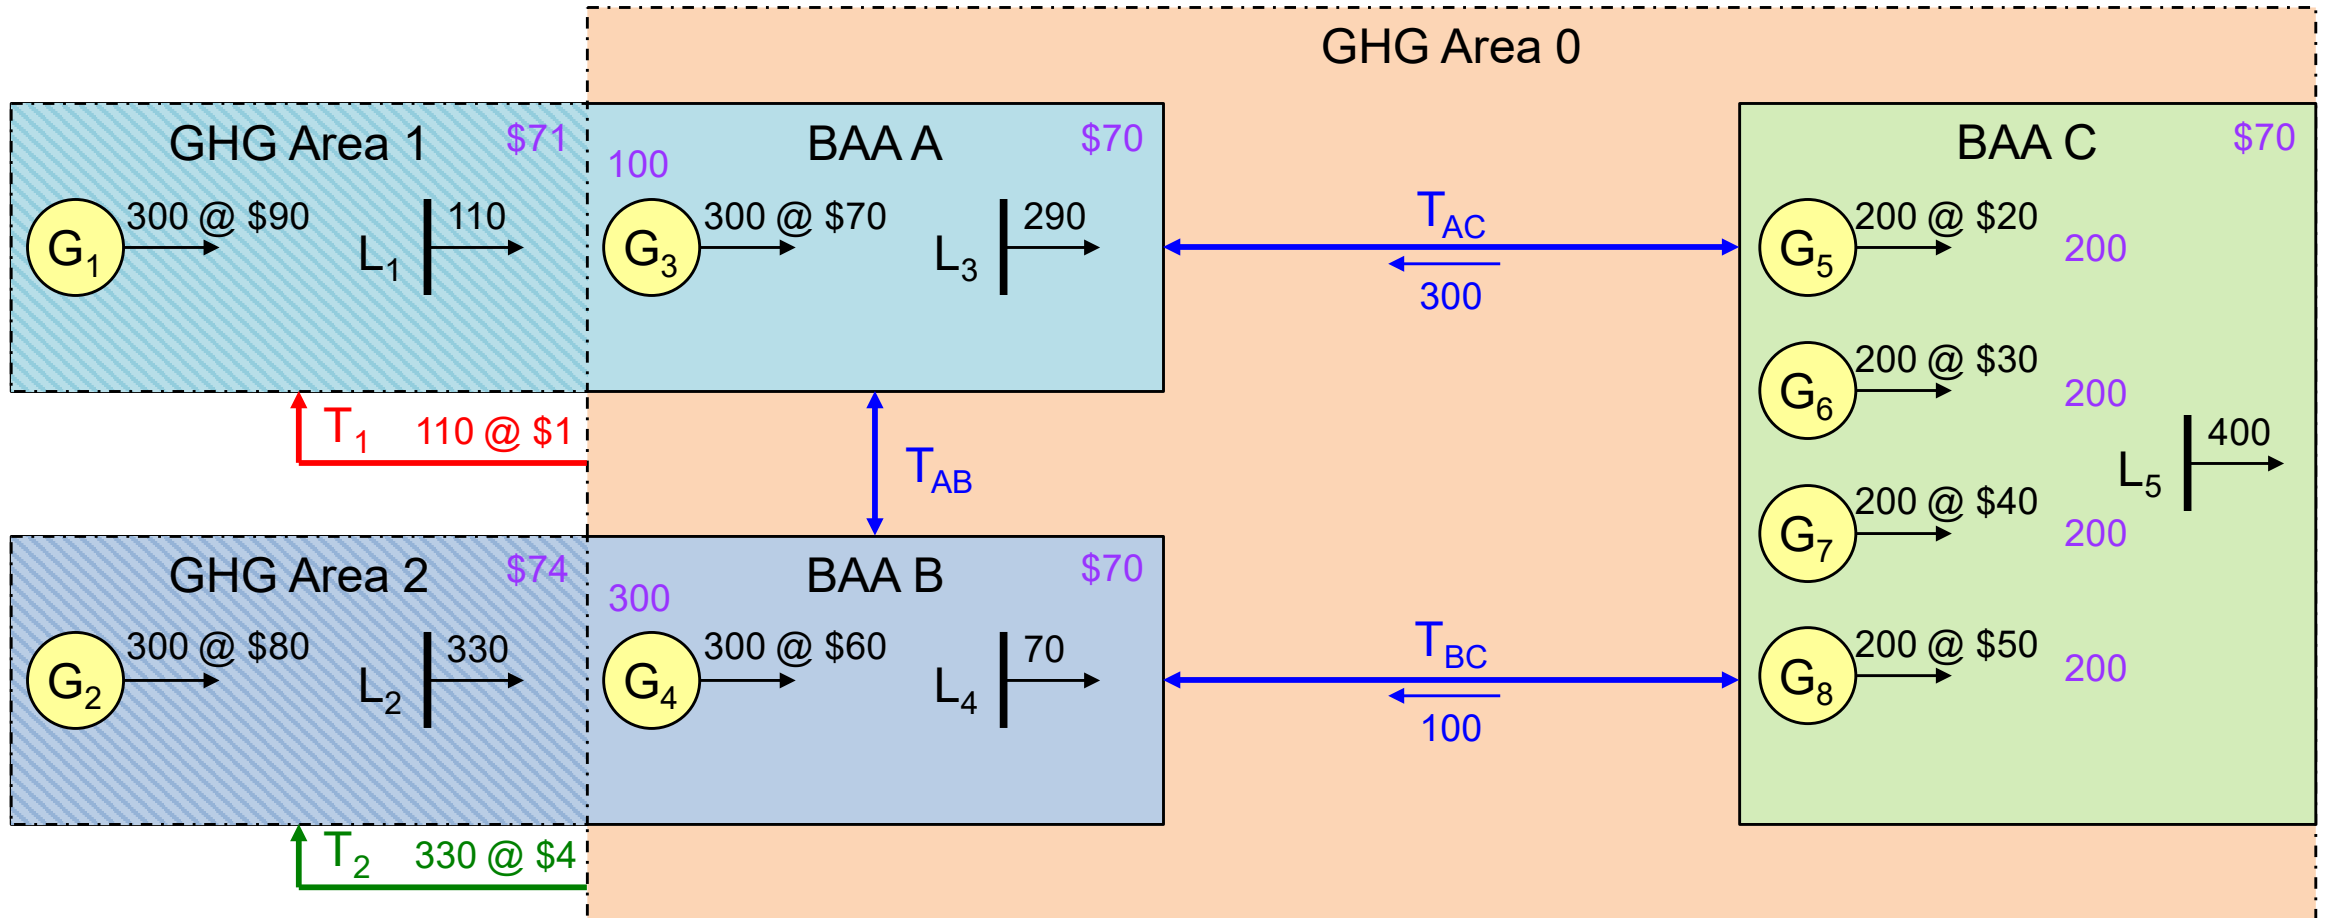 GHG Area 0
GHG Area 1 $71
G1 300 @ $90 L1 110
BAA A $70
100
G3 300 @ $70 L3 290
TAC
300
BAA C $70
G5 200 @ $20 200
G6 200 @ $30 200
G7 200 @ $40 200
G8 200 @ $50 200
L5 400
T1 110 @ $1
TAB
GHG Area 2 $74
G2 300 @ $80 L2 330
BAA B $70
300
G4 300 @ $60 L4 70
TBC
100
T2 330 @ $4